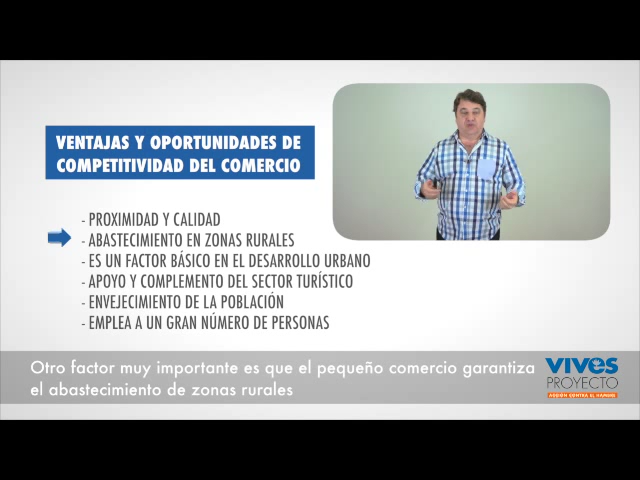 VENTAJAS Y OPORTUNIDADES DE
COMPETITIVIDAD DEL COMERCIO
- PROXIMIDAD Y CALIDAD
- ABASTECIMIENTO EN ZONAS RURALES
- ES UN FACTOR BÁSICO EN EL DESARROLLO URBANO
- APOYO Y COMPLEMENTO DEL SECTOR TURÍSTICO
- ENVEJECIMIENTO DE LA POBLACIÓN
- EMPLEA A UN GRAN NÚMERO DE PERSONAS
Otro factor muy importante es que el pequeño comercio garantiza
el abastecimiento de zonas rurales
VIVES
PROYECTO
ACCIÓN CONTRA EL HAMBRE